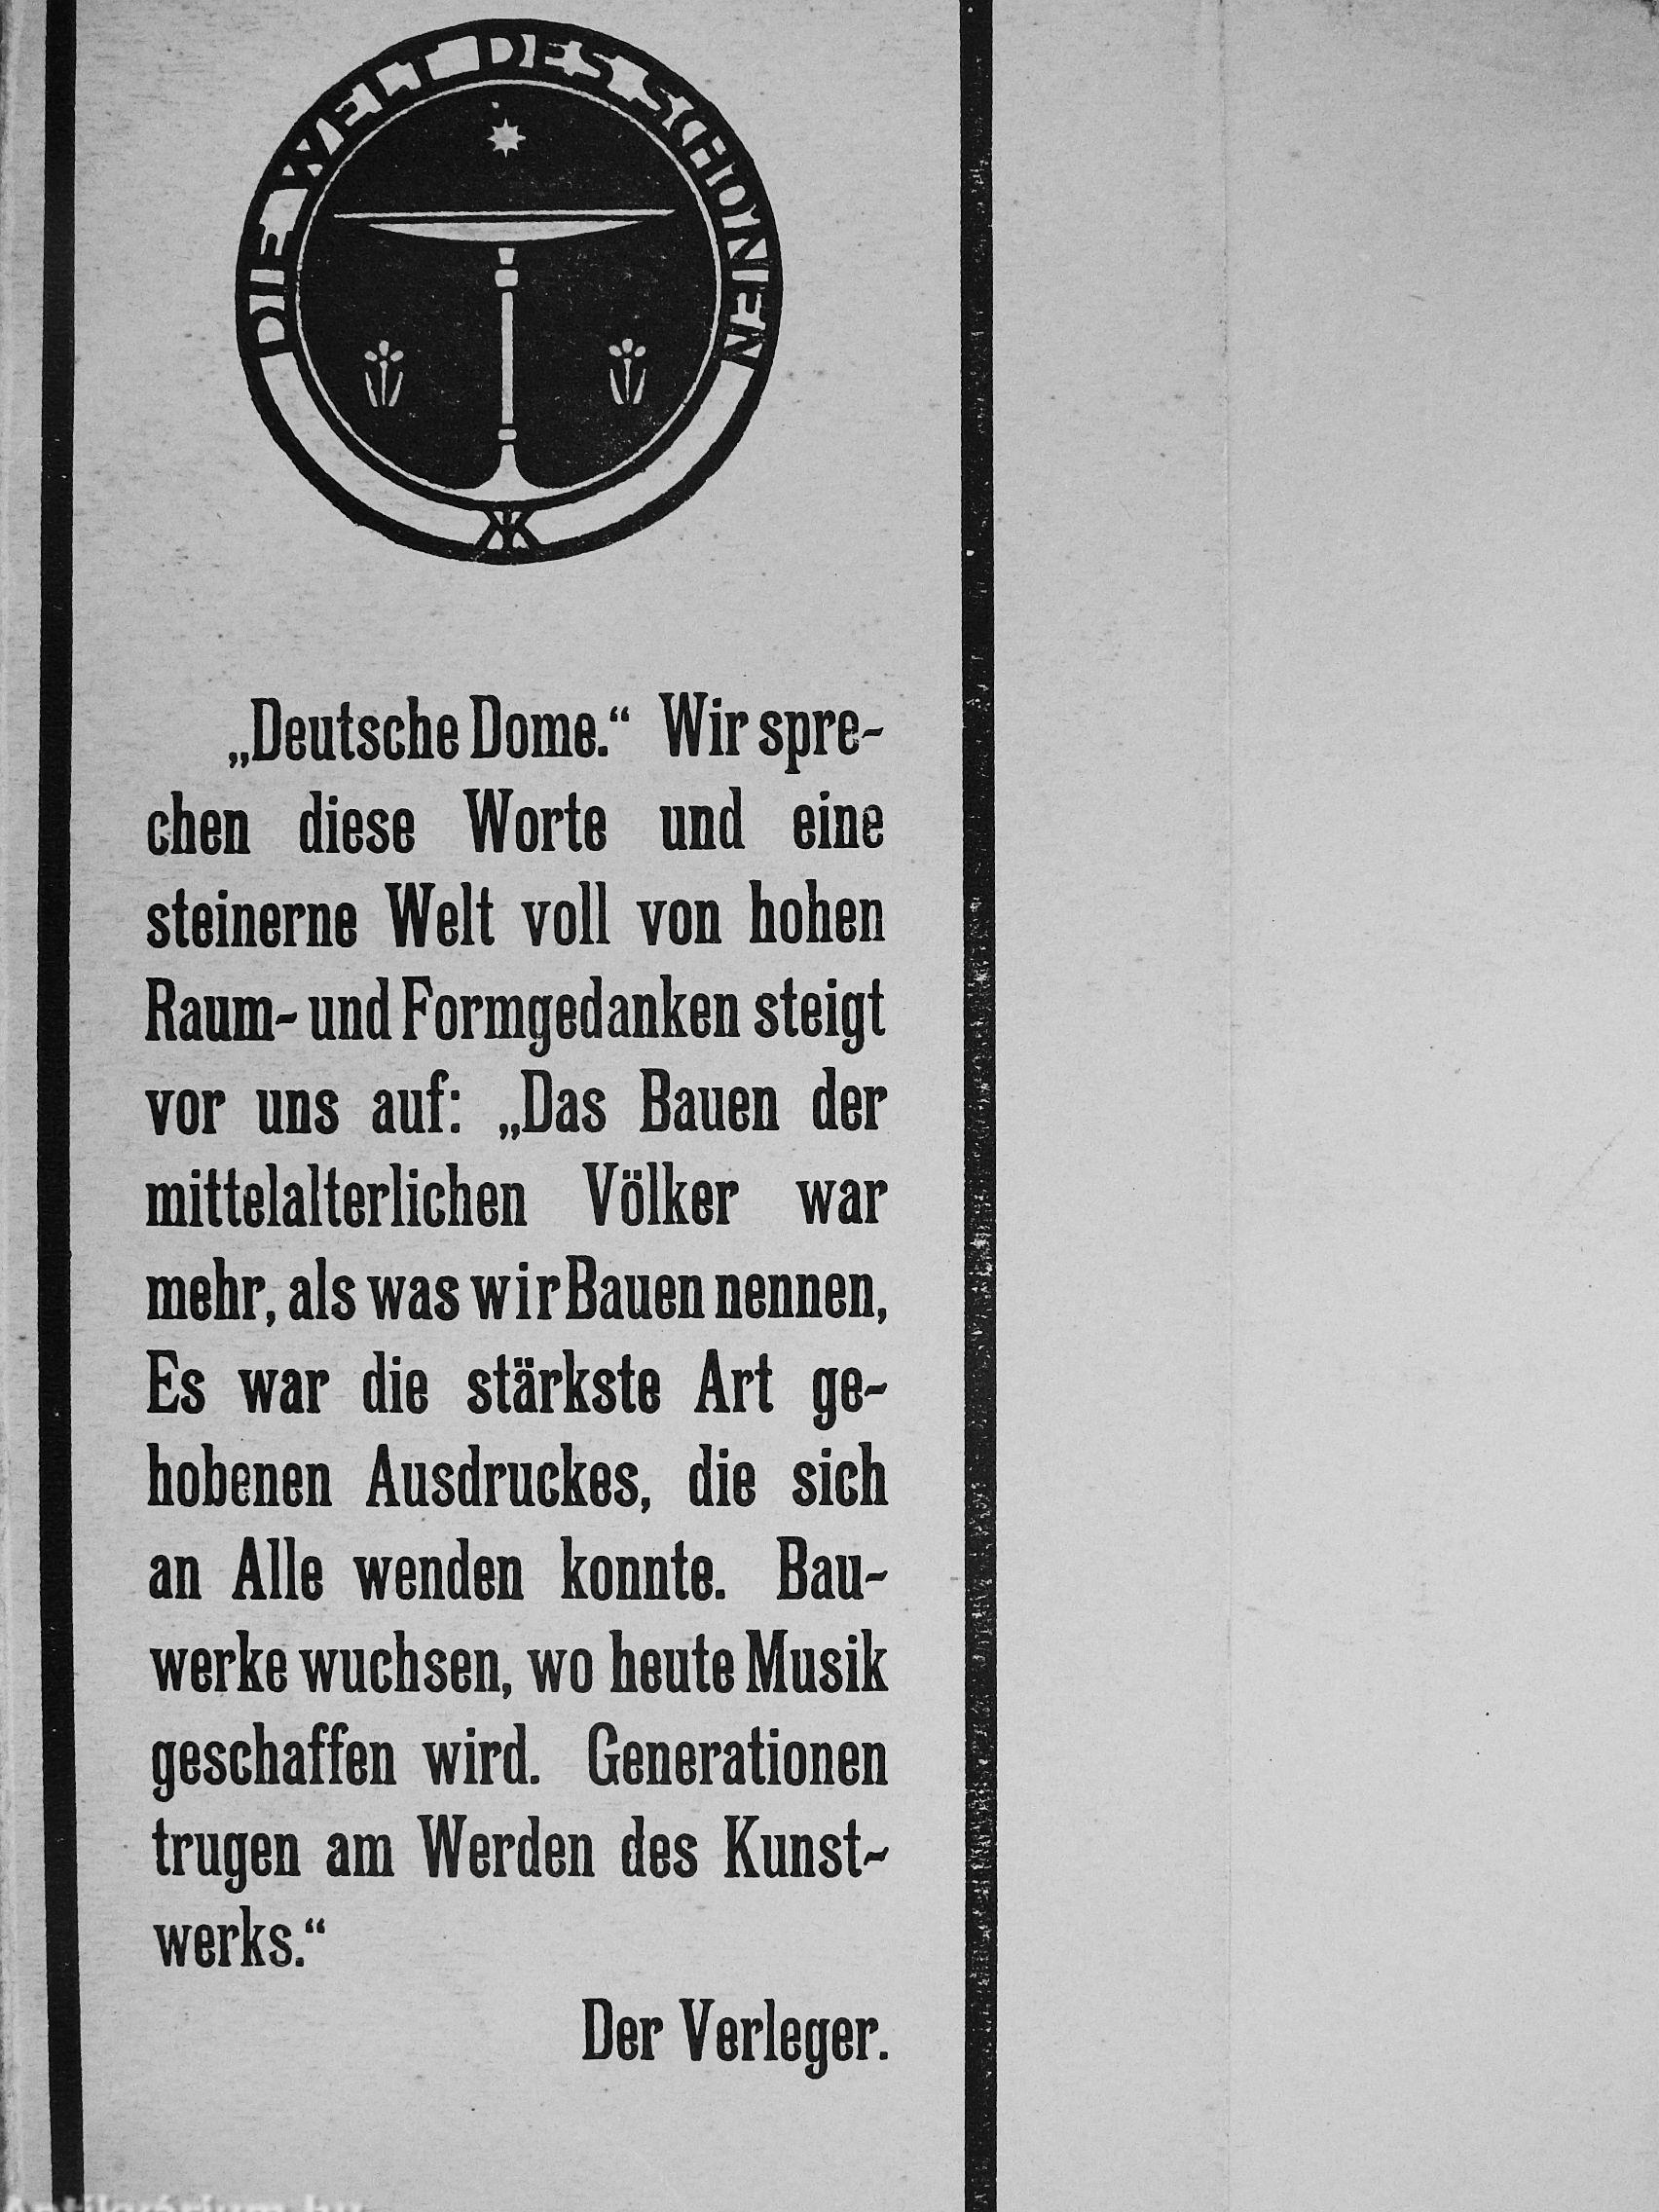 DIE WELT DES SCHÖNEN
„Deutsche Dome.“ Wir spre-
chen diese Worte und eine
steinerne Welt voll von hohen
Raum- und Formgedanken steigt
vor uns auf: „Das Bauen der
mittelalterlichen Völker war
mehr, als was wir Bauen nennen,
Es war die stärkste Art ge-
hobenen Ausdruckes, die sich
an Alle wenden konnte. Bau-
werke wuchsen, wo heute Musik
geschaffen wird. Generationen
trugen am Werden des Kunst-
werks.“
Der Verleger.
Antikvárium.hu